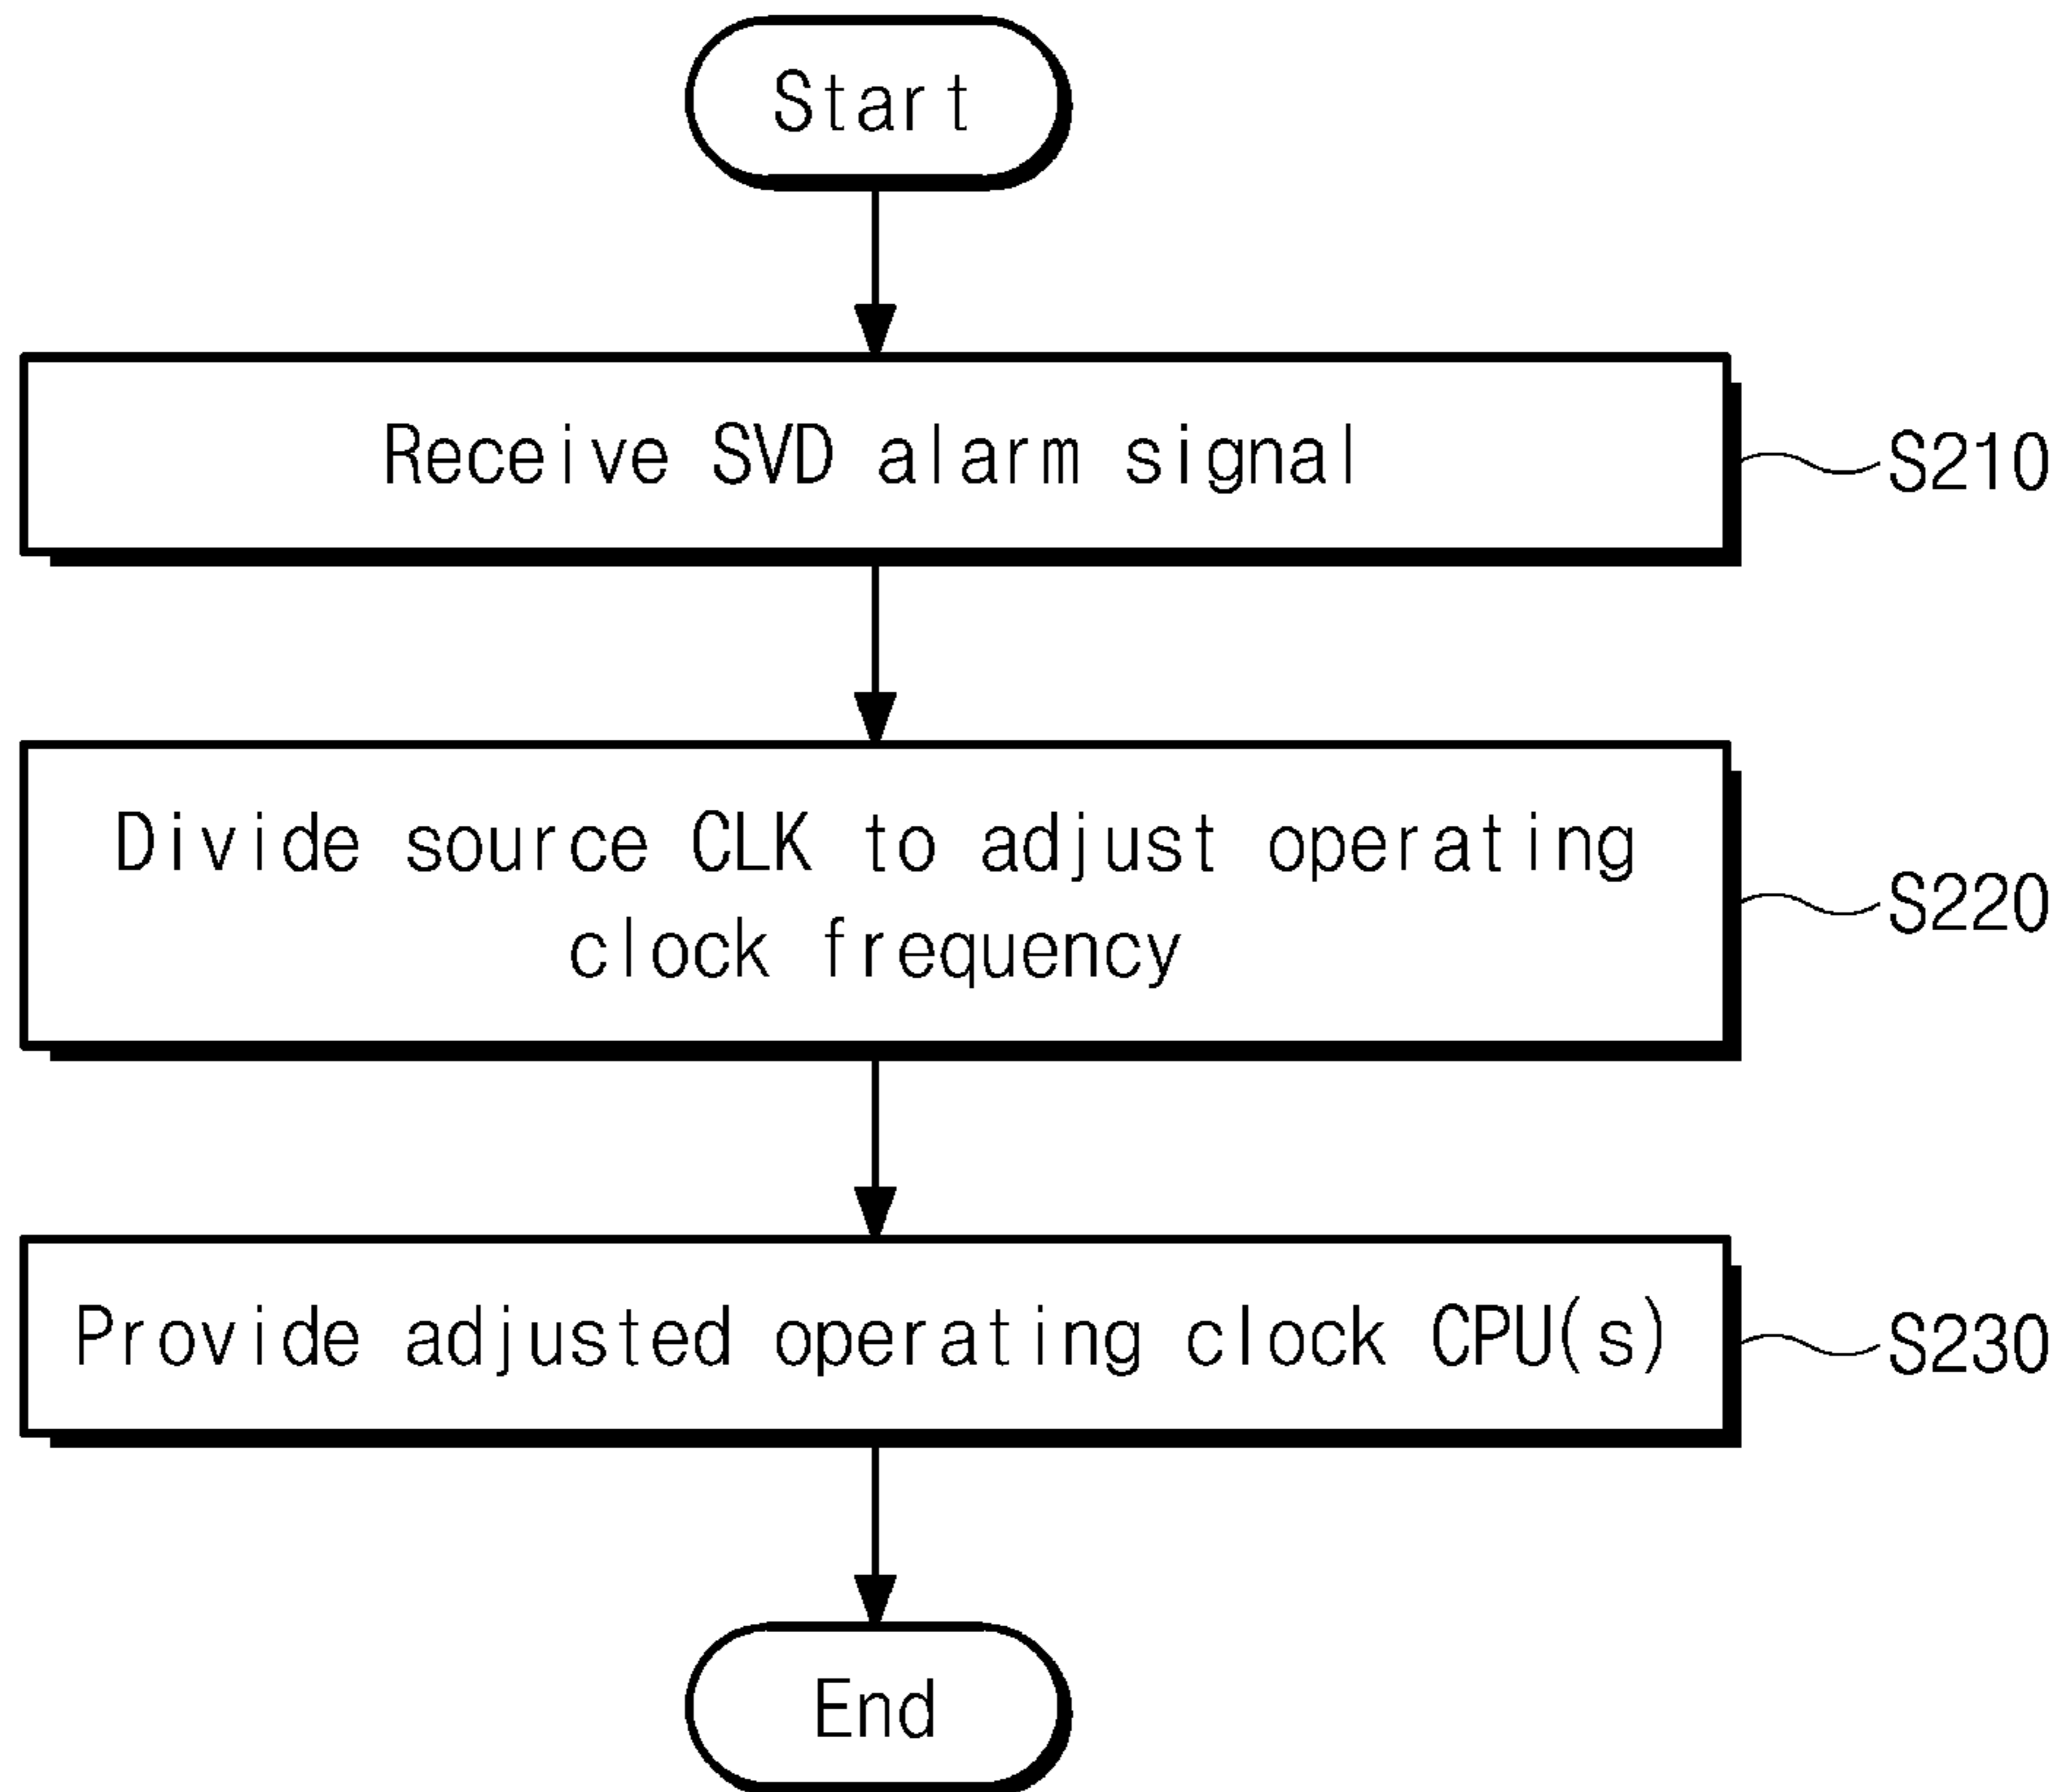 Start
Receive SVD alarm signal
S210
Divide source CLK to adjust operating
clock frequency
S220
Provide adjusted operating clock CPU(s)
S230
End